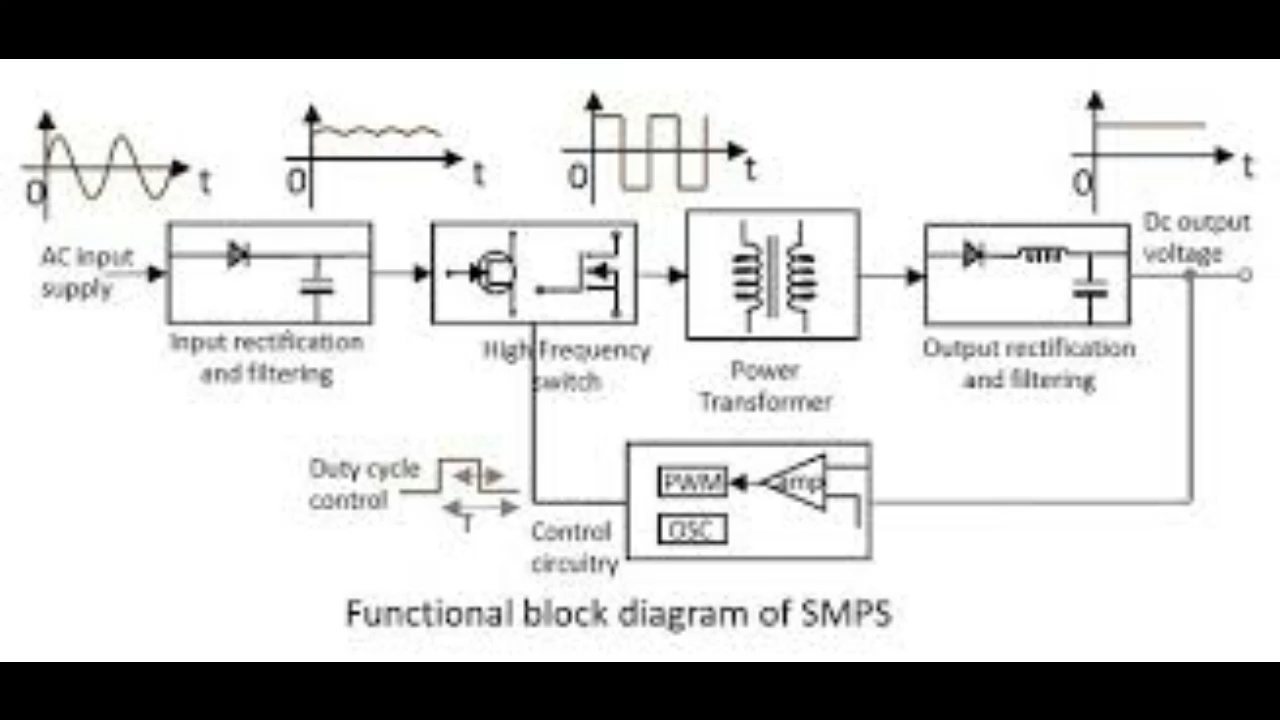 0
t
0
t
0
t
0
t
AC input
supply
Dc output
voltage
Input rectification
and filtering
High Frequency
switch
Power
Transformer
Output rectification
and filtering
Duty cycle
control
T
Control
circuitry
PWM
amp
OSC
Functional block diagram of SMPS